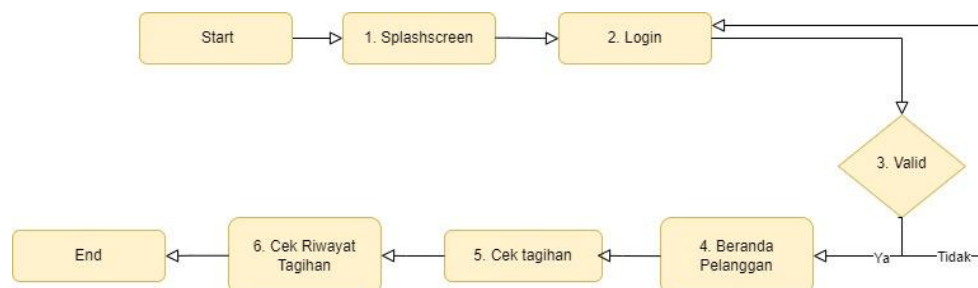 Start
1. Splashscreen
2. Login
3. Valid
End
6. Cek Riwayat
Tagihan
5. Cek tagihan
4. Beranda
Pelanggan
Ya
Tidak